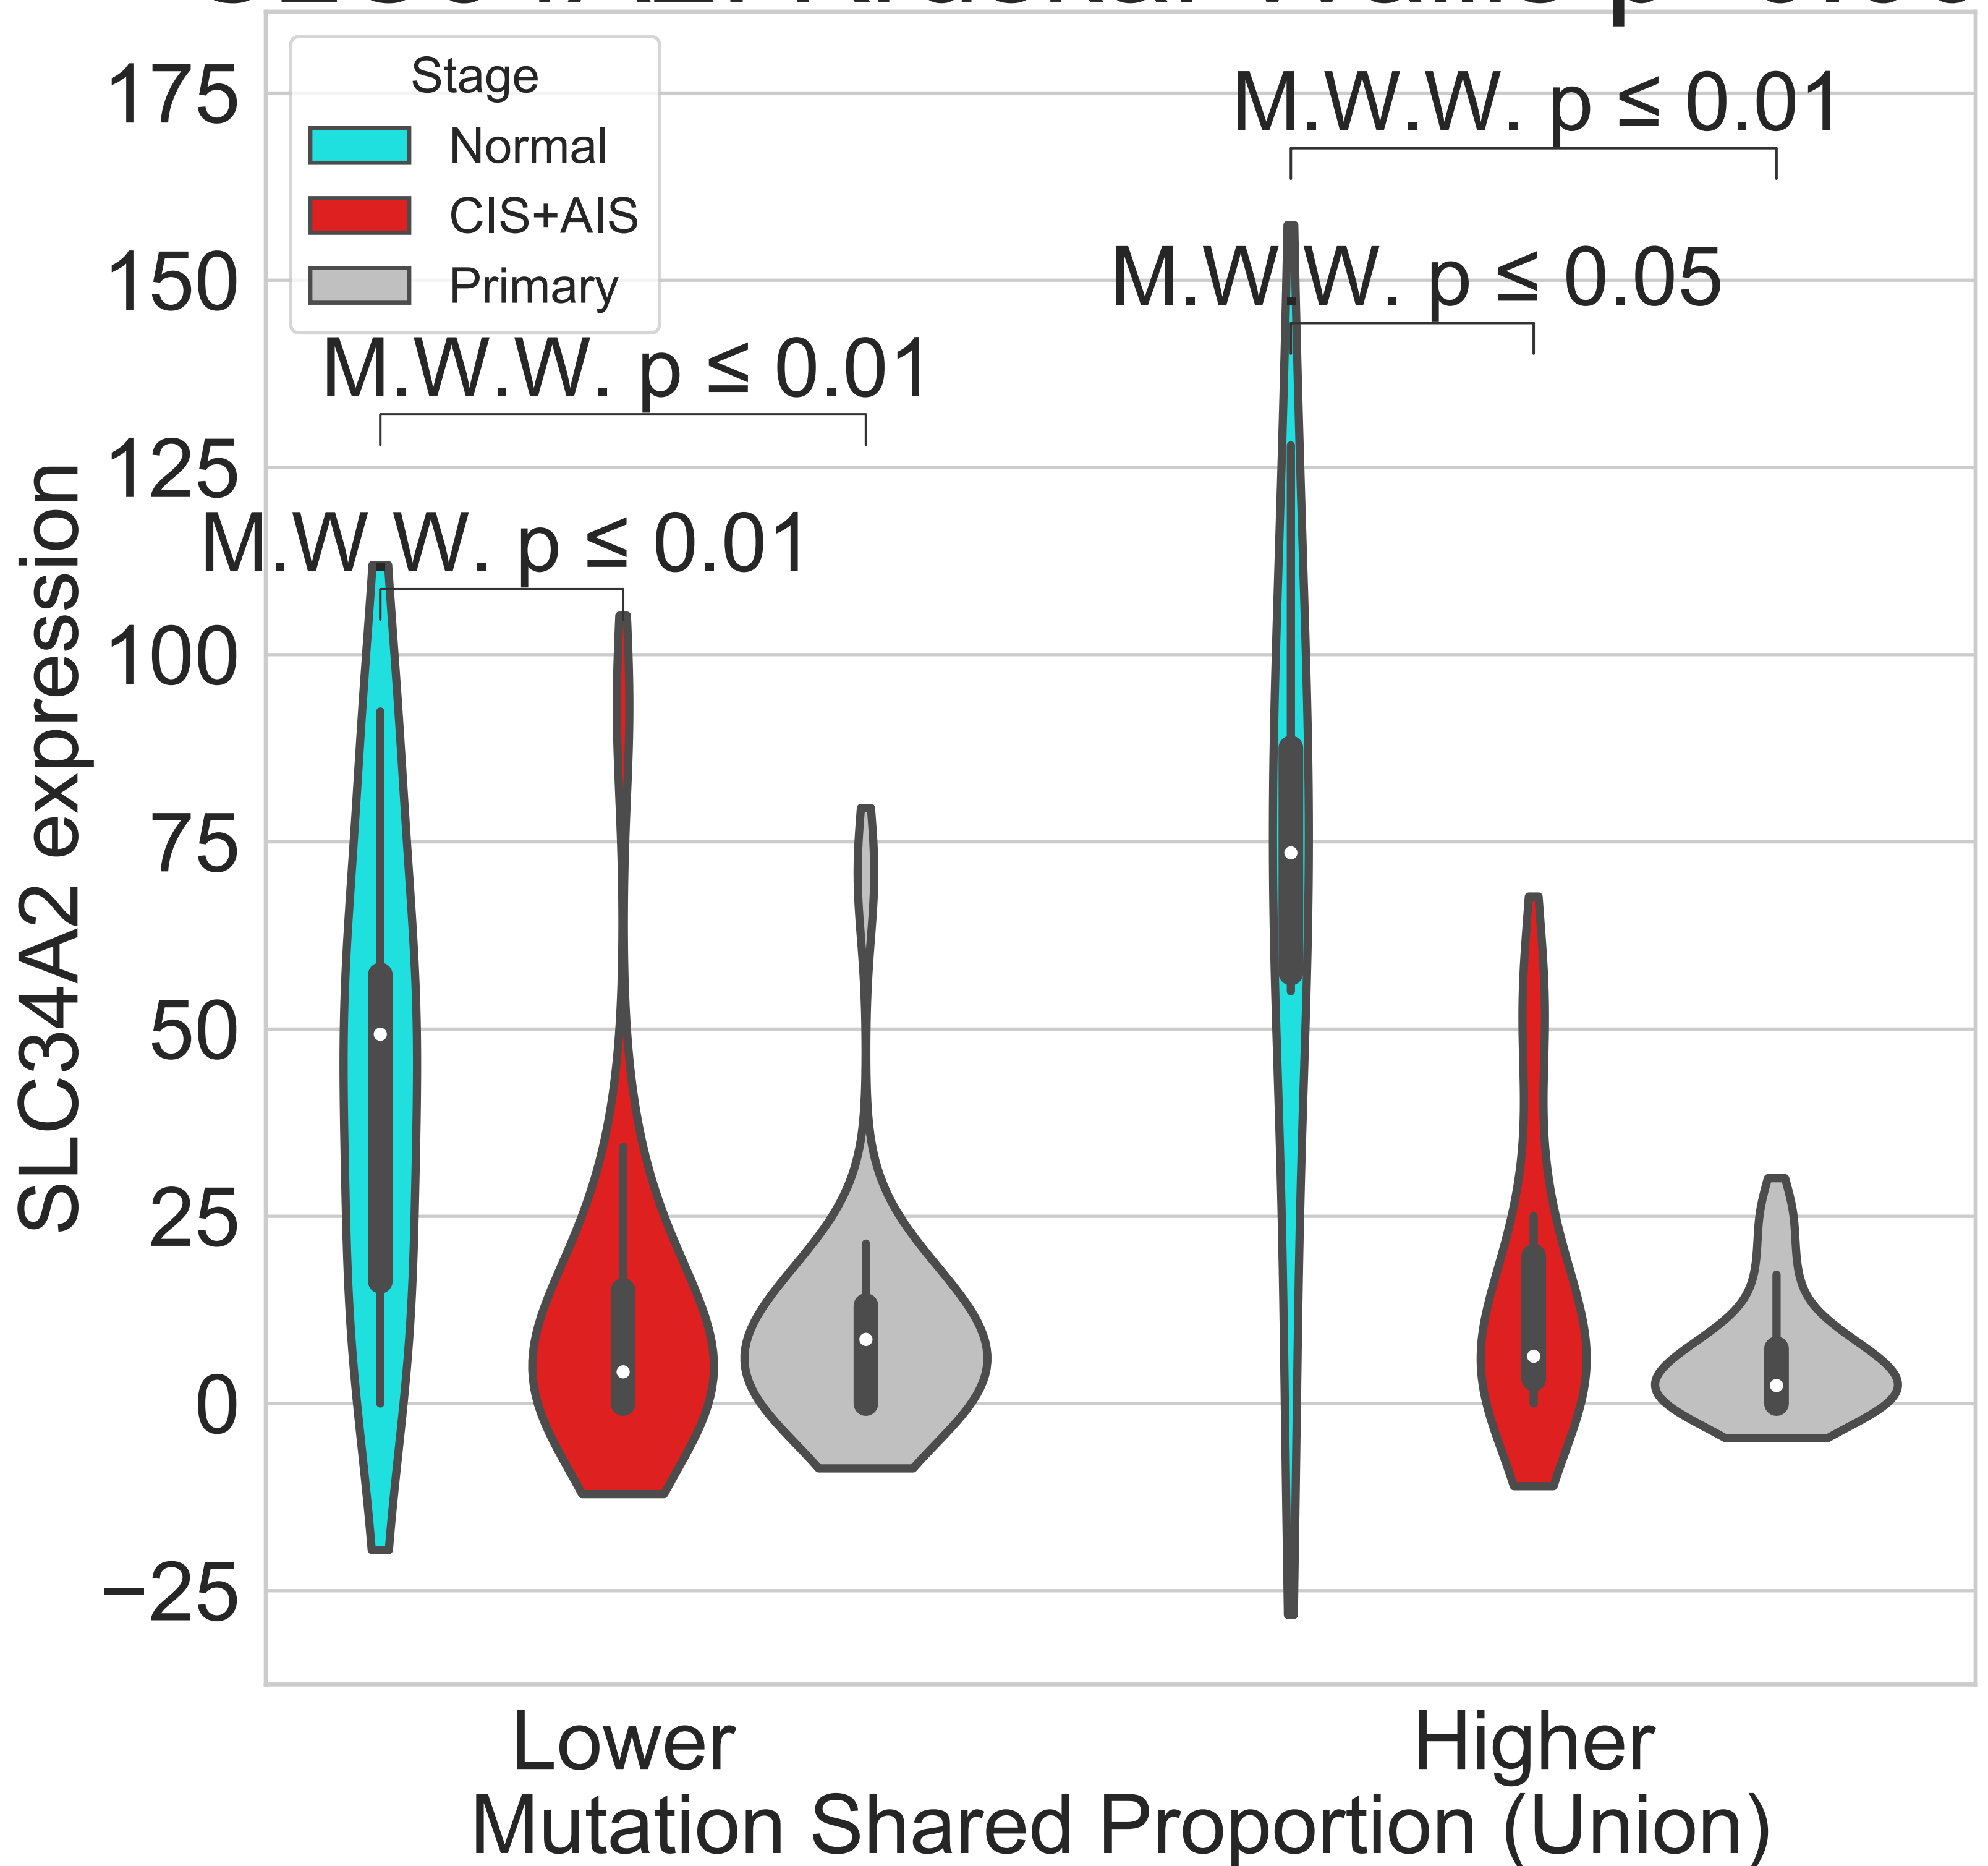 175
150
125
100
75
50
25
0
−25
SLC34A2 expression
Stage
Normal
CIS+AIS
Primary
M.W.W. p ≤ 0.01
M.W.W. p ≤ 0.05
M.W.W. p ≤ 0.01
M.W.W. p ≤ 0.01
Lower
Higher
Mutation Shared Proportion (Union)